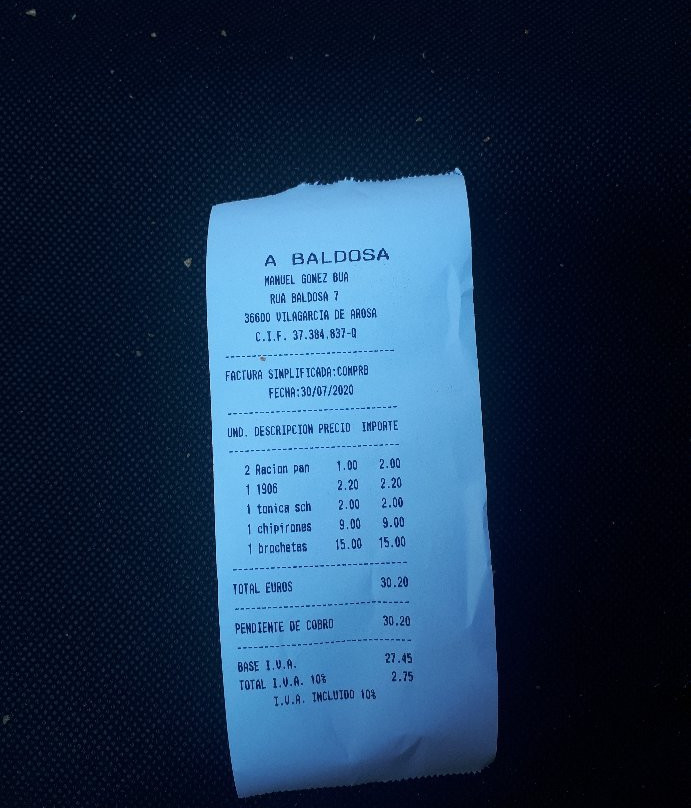 A BALDOSA
MANUEL GOMEZ BUA
RUA BALDOSA 7
36600 VILAGARCIA DE AROSA
C.I.F. 37.384.837-Q
FACTURA SIMPLIFICADA:COMPRB
FECHA:30/07/2020
UND. DESCRIPCION PRECIO IMPORTE
2 Racion pan 1.00 2.00
1 1906 2.20 2.20
1 tonica sch 2.00 2.00
1 chipirones 9.00 9.00
1 brochetas 15.00 15.00
TOTAL EUROS 30.20
PENDIENTE DE COBRO 30.20
BASE I.V.A. 27.45
TOTAL I.V.A. 10% 2.75
I.V.A. INCLUIDO 10%